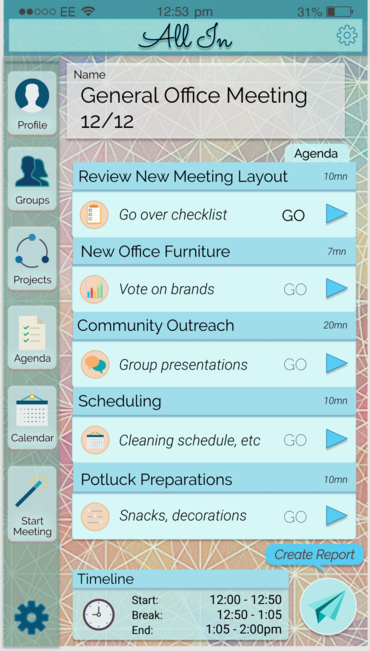 EE 12:53 pm 31%
All In
Profile
Groups
Projects
Agenda
Calendar
Start
Meeting
Name
General Office Meeting
12/12
Agenda
Review New Meeting Layout 10mn
Go over checklist GO
New Office Furniture 7mn
Vote on brands GO
Community Outreach 20mn
Group presentations GO
Scheduling 10mn
Cleaning schedule, etc GO
Potluck Preparations 10mn
Snacks, decorations GO
Create Report
Timeline
Start: 12:00 - 12:50
Break: 12:50 - 1:05
End: 1:05 - 2:00pm